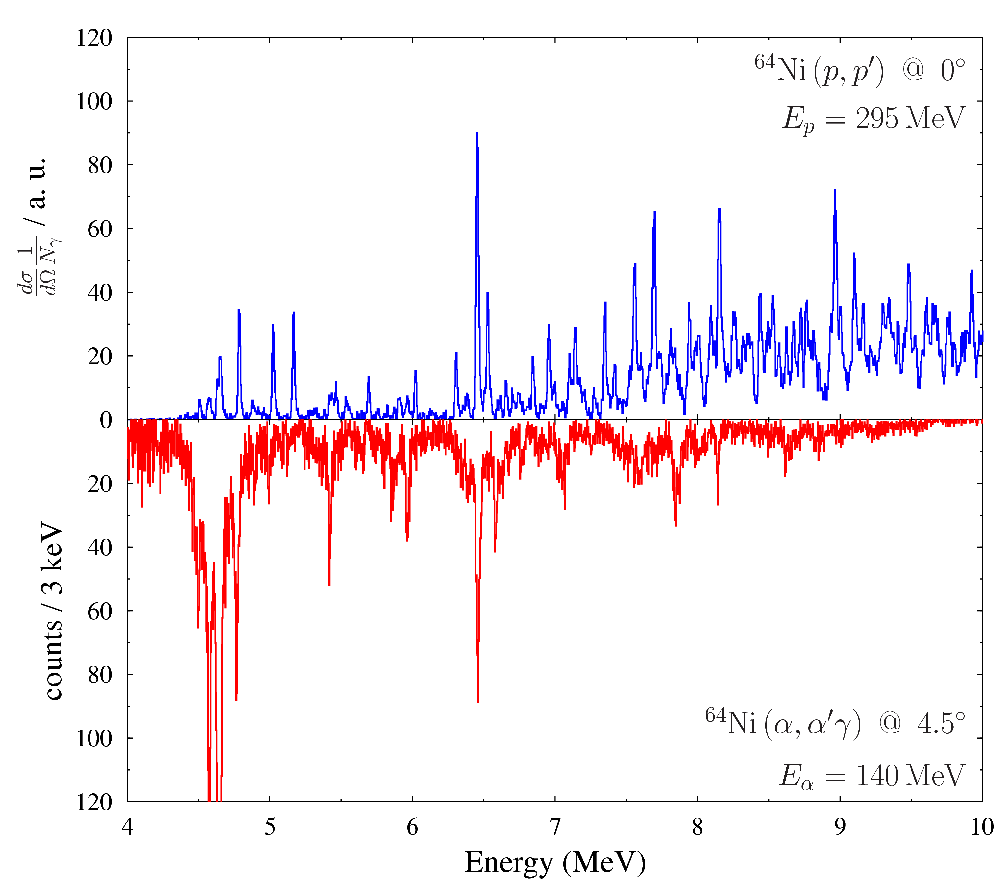 120
100
80
60
40
20
0
20
40
60
80
100
120
dσ/dΩ 1/Nγ / a. u.
counts / 3 keV
⁶⁴Ni (p, p′) @ 0°
Eₚ = 295 MeV
⁶⁴Ni (α, α′γ) @ 4.5°
E_α = 140 MeV
4 5 6 7 8 9 10
Energy (MeV)